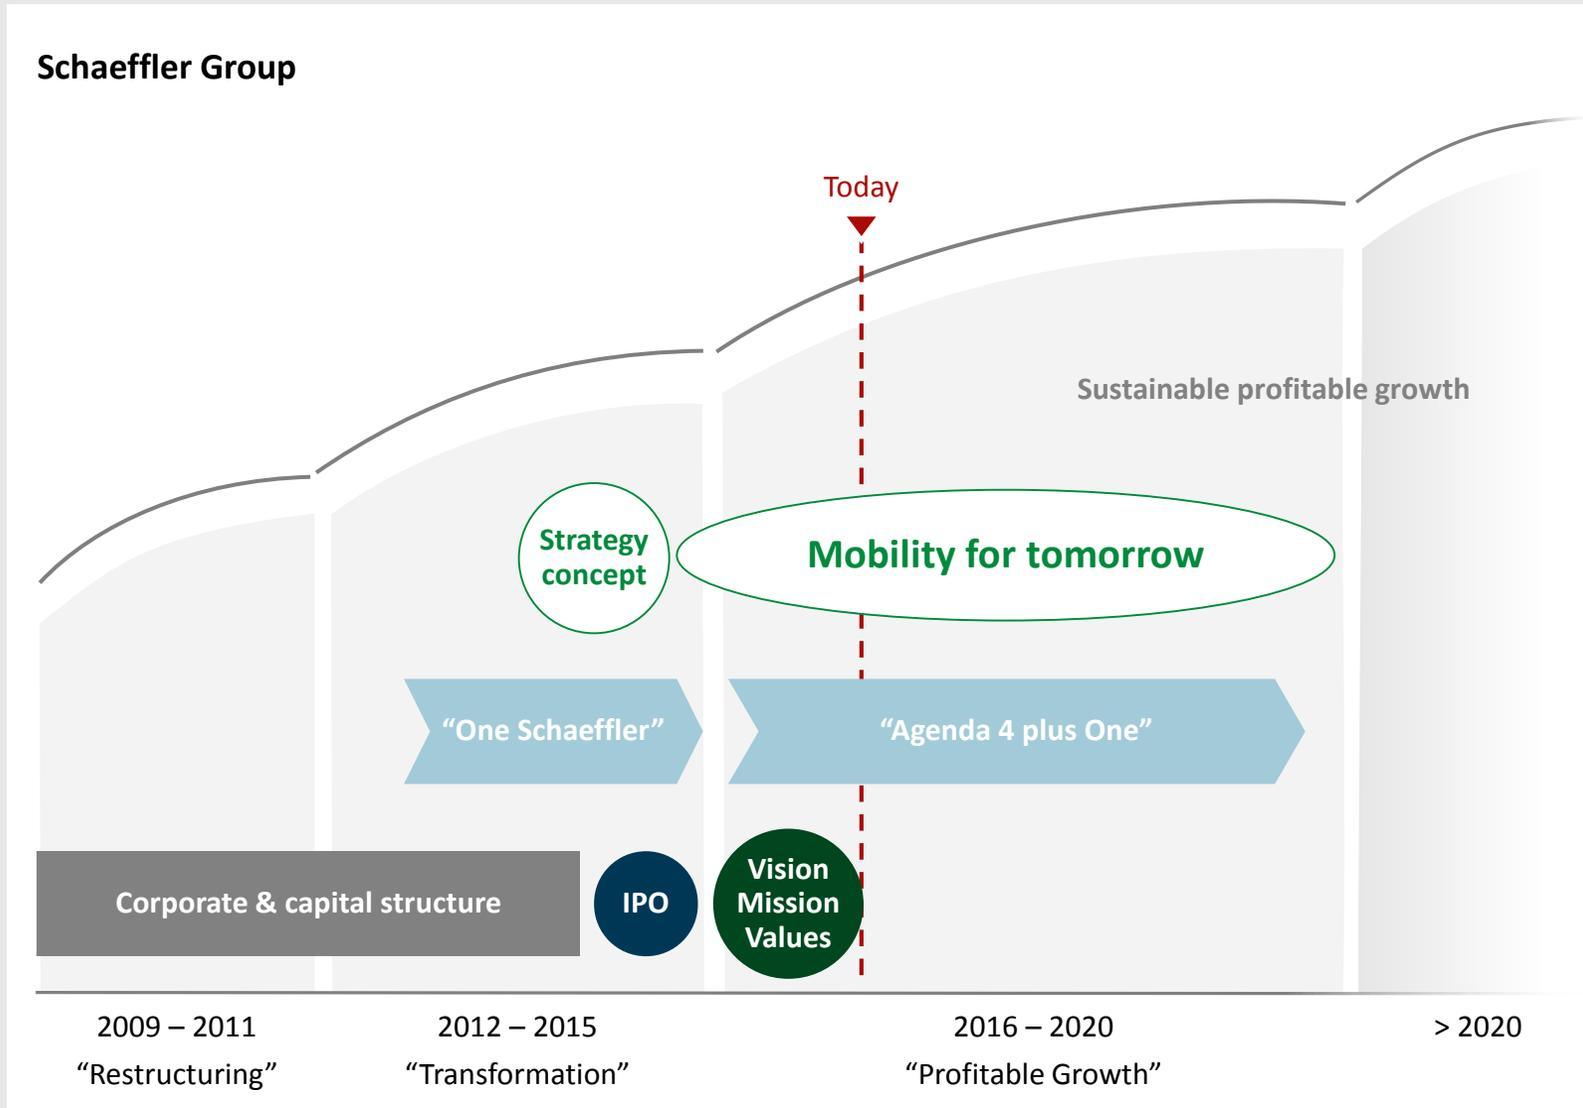 Schaeffler Group
Today
Sustainable profitable growth
Strategy
concept
Mobility for tomorrow
“One Schaeffler”
“Agenda 4 plus One”
Corporate & capital structure
IPO
Vision
Mission
Values
2009 – 2011
2012 – 2015
2016 – 2020
> 2020
“Restructuring”
“Transformation”
“Profitable Growth”